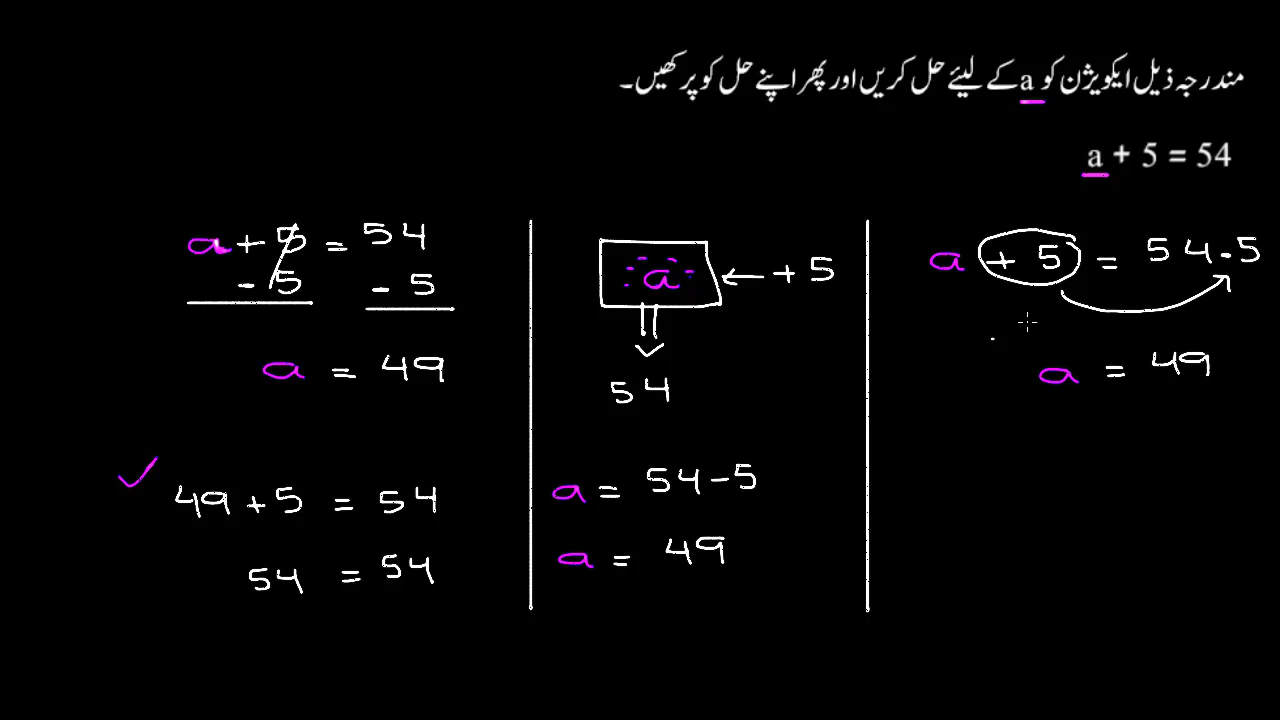 مندرجہ ذیل ایکویژن کو a کے لیئے حل کریں اور پھر اپنے حل کو پرکھیں۔
a + 5 = 54
a + 5 = 54
- 5 - 5
a = 49
49 + 5 = 54
54 = 54
a ← + 5
54
a = 54 - 5
a = 49
a + 5 = 54 - 5
a = 49